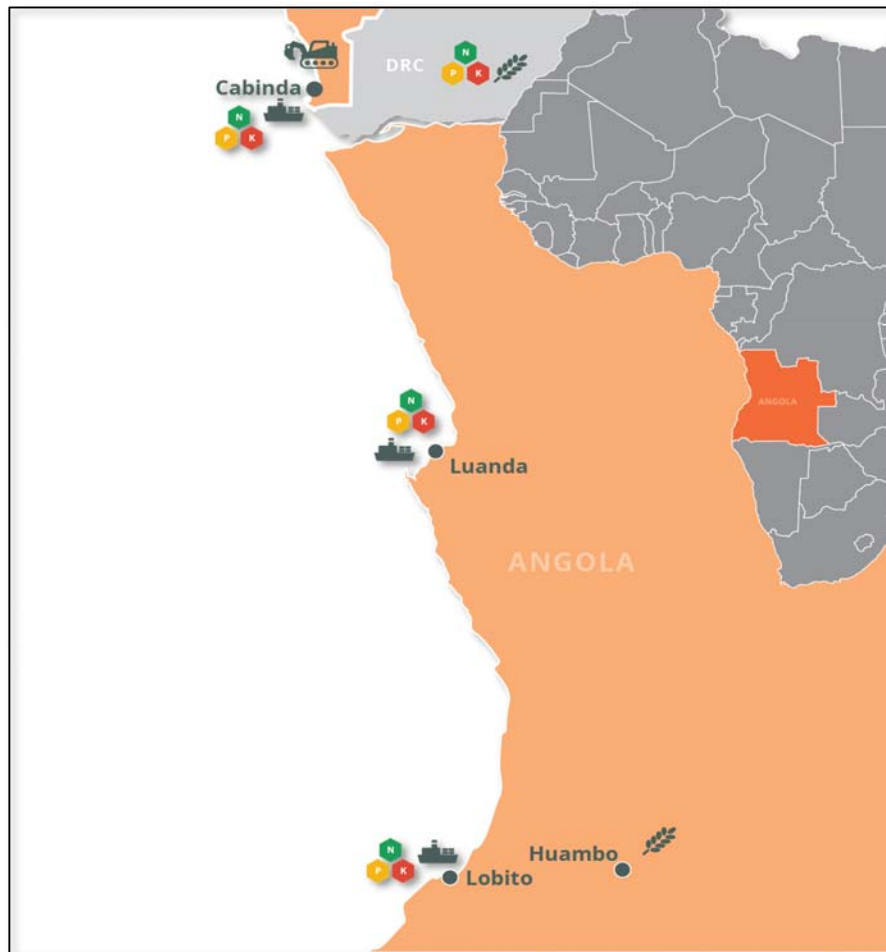 DRC
N
P K
Cabinda
N
P K
ANGOLA
N
P K
Luanda
ANGOLA
N
P K
Huambo
Lobito